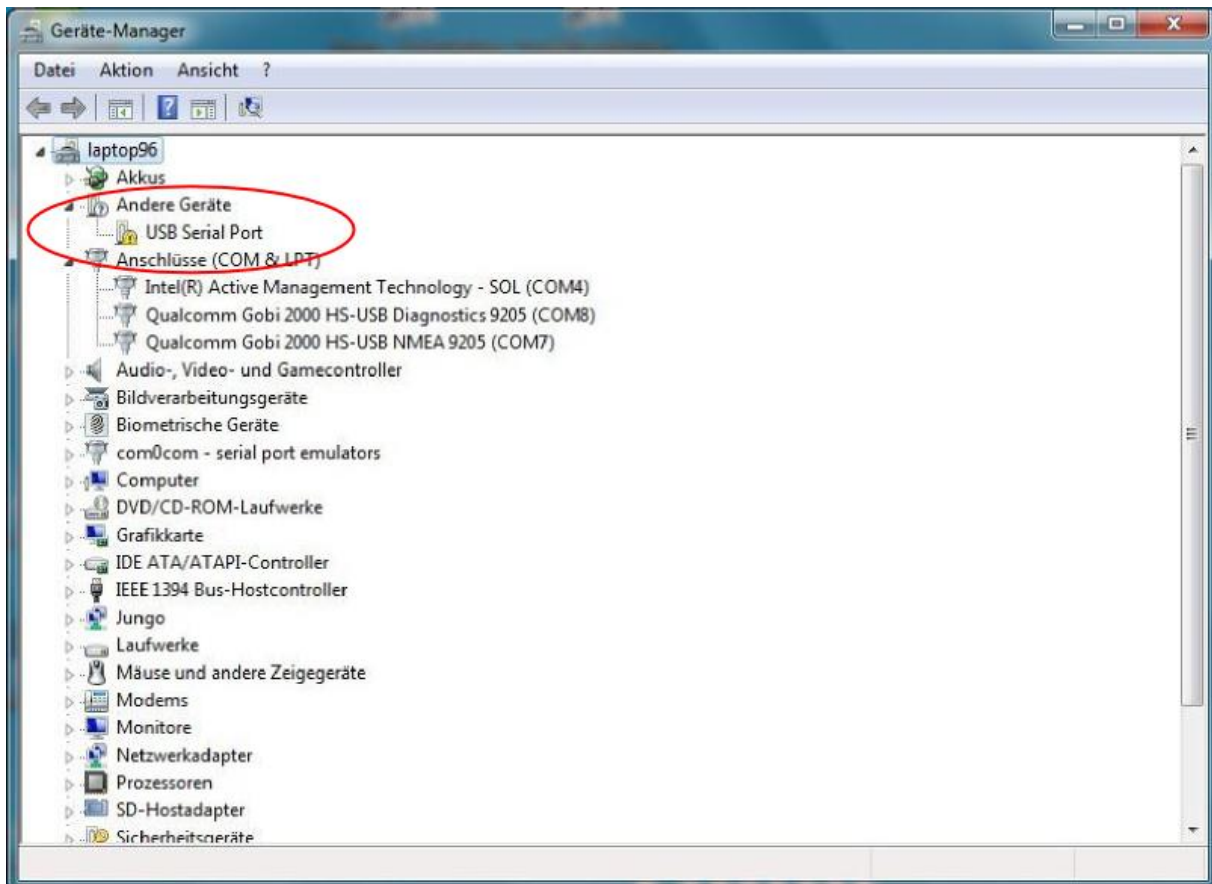 Geräte-Manager
Datei Aktion Ansicht ?
laptop96
Akkus
Andere Geräte
USB Serial Port
Anschlüsse (COM & LPT)
Intel(R) Active Management Technology - SOL (COM4)
Qualcomm Gobi 2000 HS-USB Diagnostics 9205 (COM8)
Qualcomm Gobi 2000 HS-USB NMEA 9205 (COM7)
Audio-, Video- und Gamecontroller
Bildverarbeitungsgeräte
Biometrische Geräte
com0com - serial port emulators
Computer
DVD/CD-ROM-Laufwerke
Grafikkarte
IDE ATA/ATAPI-Controller
IEEE 1394 Bus-Hostcontroller
Jungo
Laufwerke
Mäuse und andere Zeigegeräte
Modems
Monitore
Netzwerkadapter
Prozessoren
SD-Hostadapter
Sicherheitsgeräte